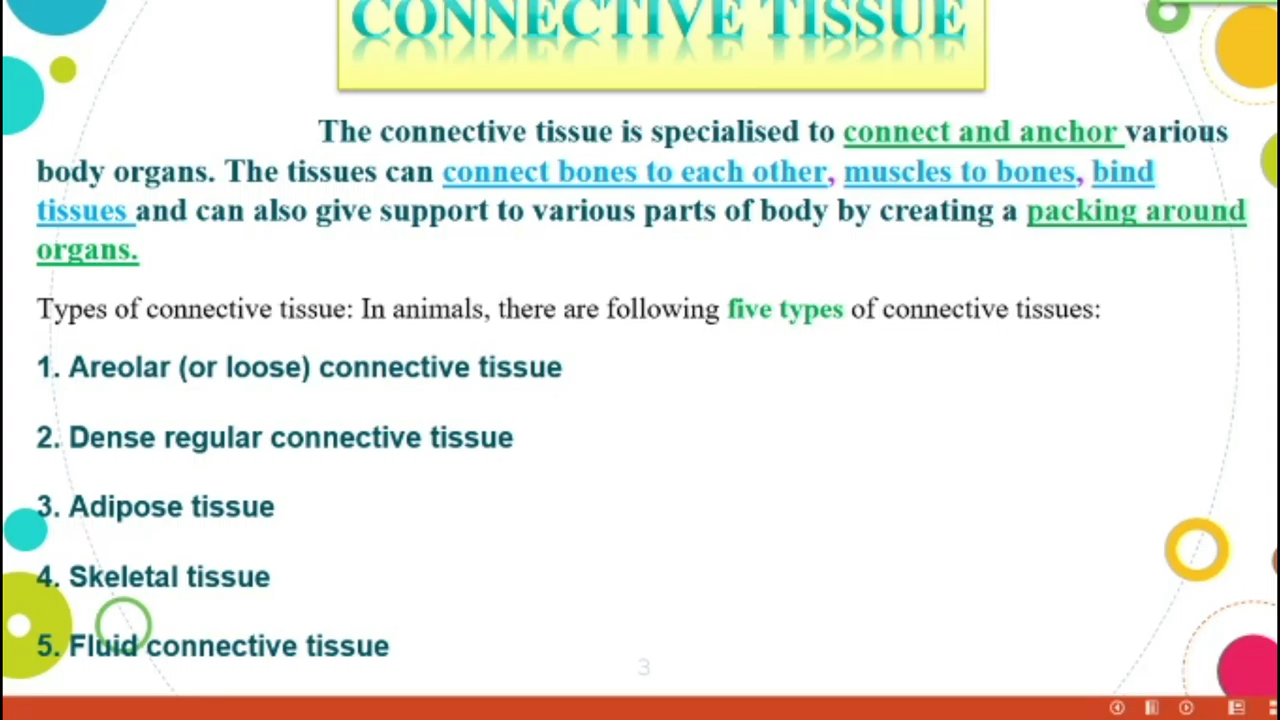 CONNECTIVE TISSUE
The connective tissue is specialised to connect and anchor various
body organs. The tissues can connect bones to each other, muscles to bones, bind
tissues and can also give support to various parts of body by creating a packing around
organs.
Types of connective tissue: In animals, there are following five types of connective tissues:
1. Areolar (or loose) connective tissue
2. Dense regular connective tissue
3. Adipose tissue
4. Skeletal tissue
5. Fluid connective tissue
3